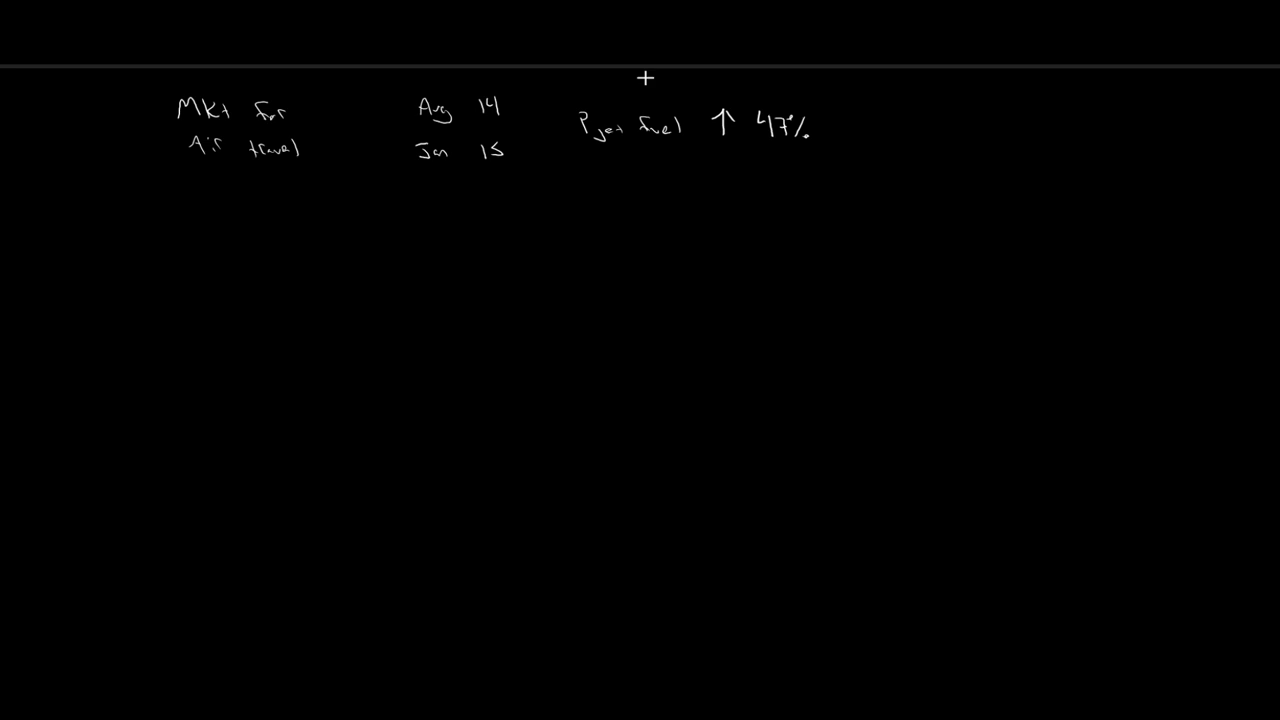 Mkt for
Air travel
Aug 14
Jan 15
P jet fuel ↑ 47%